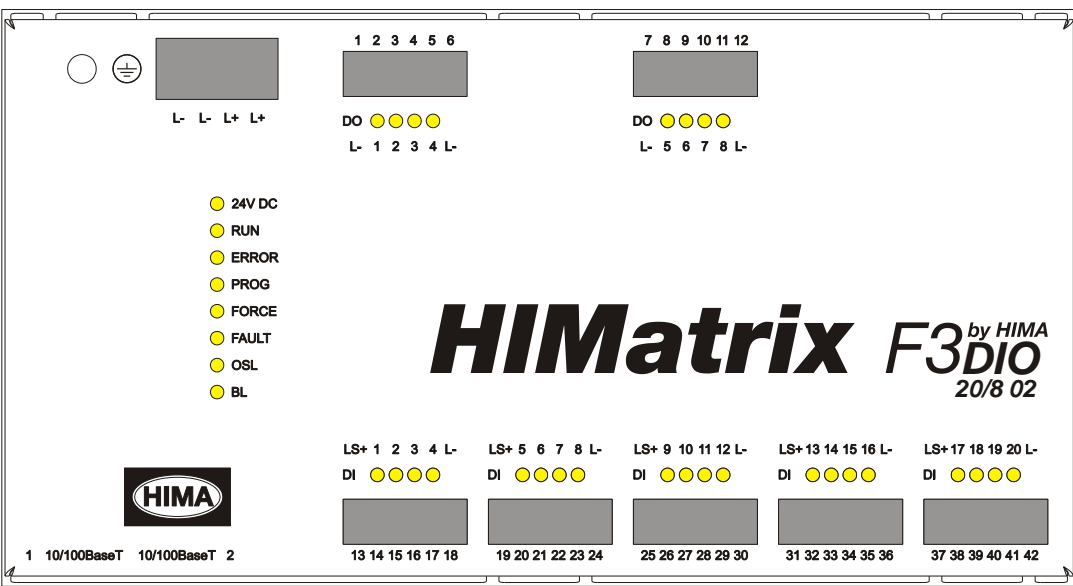 1 2 3 4 5 6
7 8 9 10 11 12
L- L- L+ L+
DO
DO
L- 1 2 3 4 L-
L- 5 6 7 8 L-
24V DC
RUN
ERROR
PROG
FORCE
FAULT
OSL
BL
HIMatrix F3 by HIMA
DIO
20/8 02
LS+ 1 2 3 4 L-
LS+ 5 6 7 8 L-
LS+ 9 10 11 12 L-
LS+ 13 14 15 16 L-
LS+ 17 18 19 20 L-
DI
DI
DI
DI
DI
HIMA
1 10/100BaseT 10/100BaseT 2
13 14 15 16 17 18
19 20 21 22 23 24
25 26 27 28 29 30
31 32 33 34 35 36
37 38 39 40 41 42